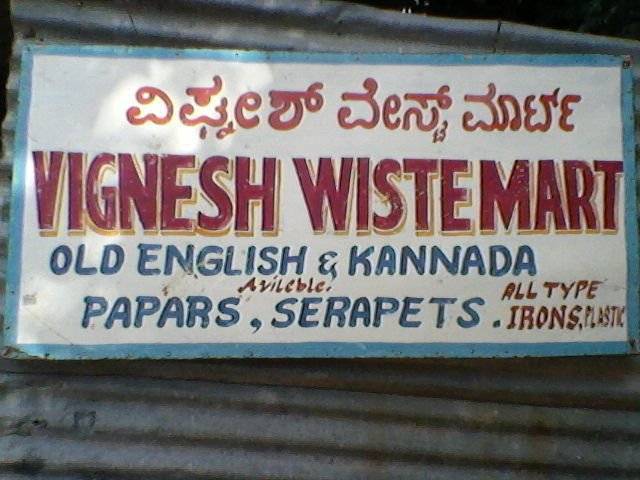 ವಿಘ್ನೇಶ್ ವೇಸ್ಟ್ ಮಾರ್ಟ್
VIGNESH WISTE MART
OLD ENGLISH & KANNADA
Avileble.
PAPARS, SERAPETS. ALL TYPE
IRONS, PLASTIC